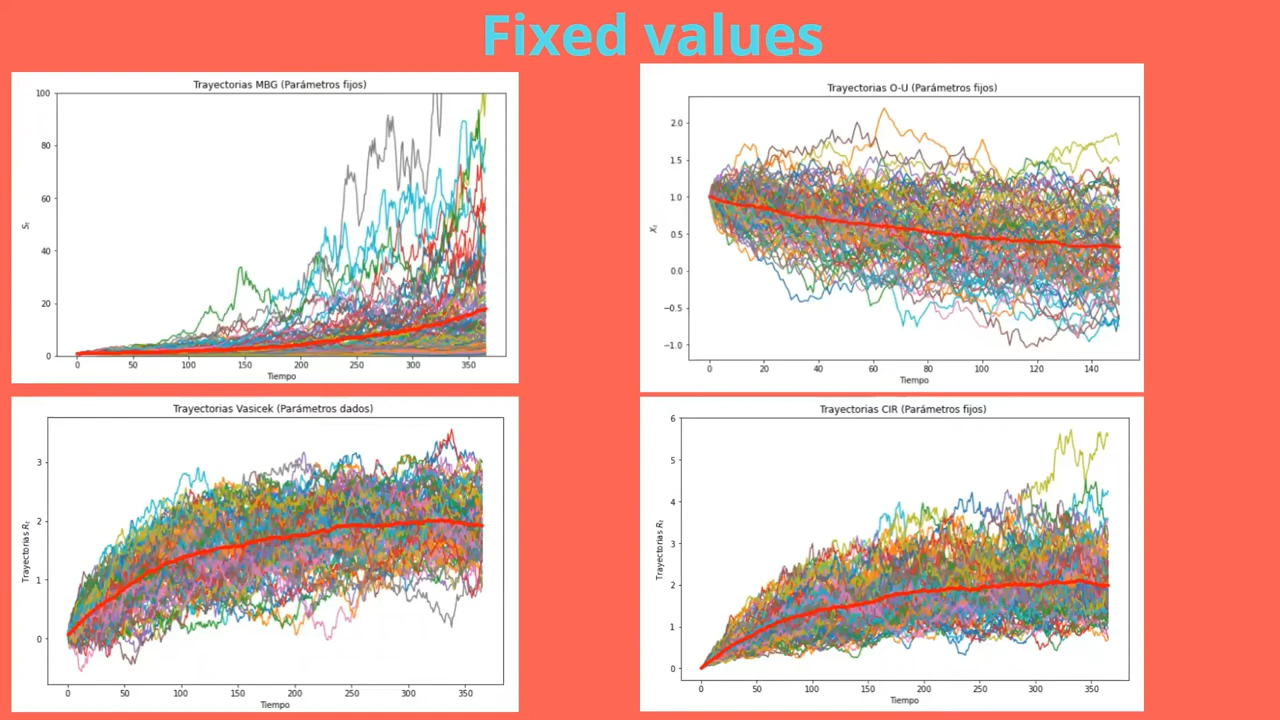 Fixed values
Trayectorias MBG (Parámetros fijos)
100
80
60
40
20
0
S_t
0 50 100 150 200 250 300 350
Tiempo
Trayectorias O-U (Parámetros fijos)
2.0
1.5
1.0
0.5
0.0
−0.5
−1.0
X_t
0 20 40 60 80 100 120 140
Tiempo
Trayectorias Vasicek (Parámetros dados)
3
2
1
0
Trayectorias R_t
0 50 100 150 200 250 300 350
Tiempo
Trayectorias CIR (Parámetros fijos)
6
5
4
3
2
1
0
Trayectorias R_t
0 50 100 150 200 250 300 350
Tiempo